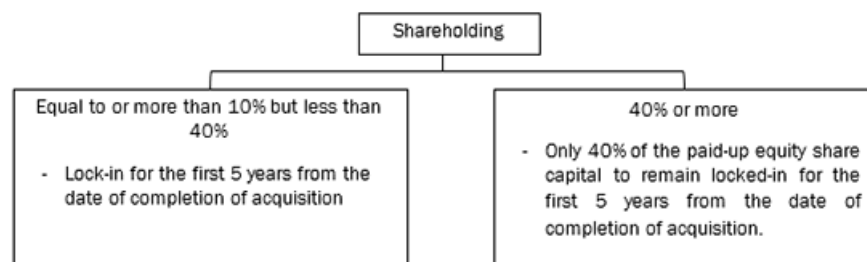 Shareholding
Equal to or more than 10% but less than
40%
- Lock-in for the first 5 years from the
date of completion of acquisition
40% or more
- Only 40% of the paid-up equity share
capital to remain locked-in for the
first 5 years from the date of
completion of acquisition.